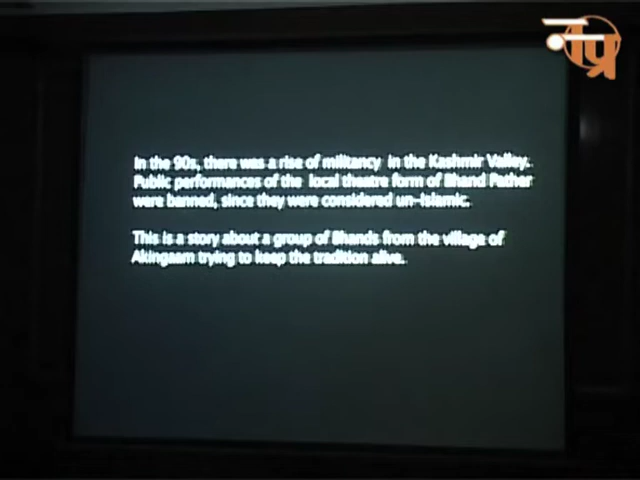 In the 90s, there was a rise of militancy in the Kashmir Valley.
Public performances of the local theatre form of Bhand Pather
were banned, since they were considered un-Islamic.
This is a story about a group of Bhands from the village of
Akingaam trying to keep the tradition alive.